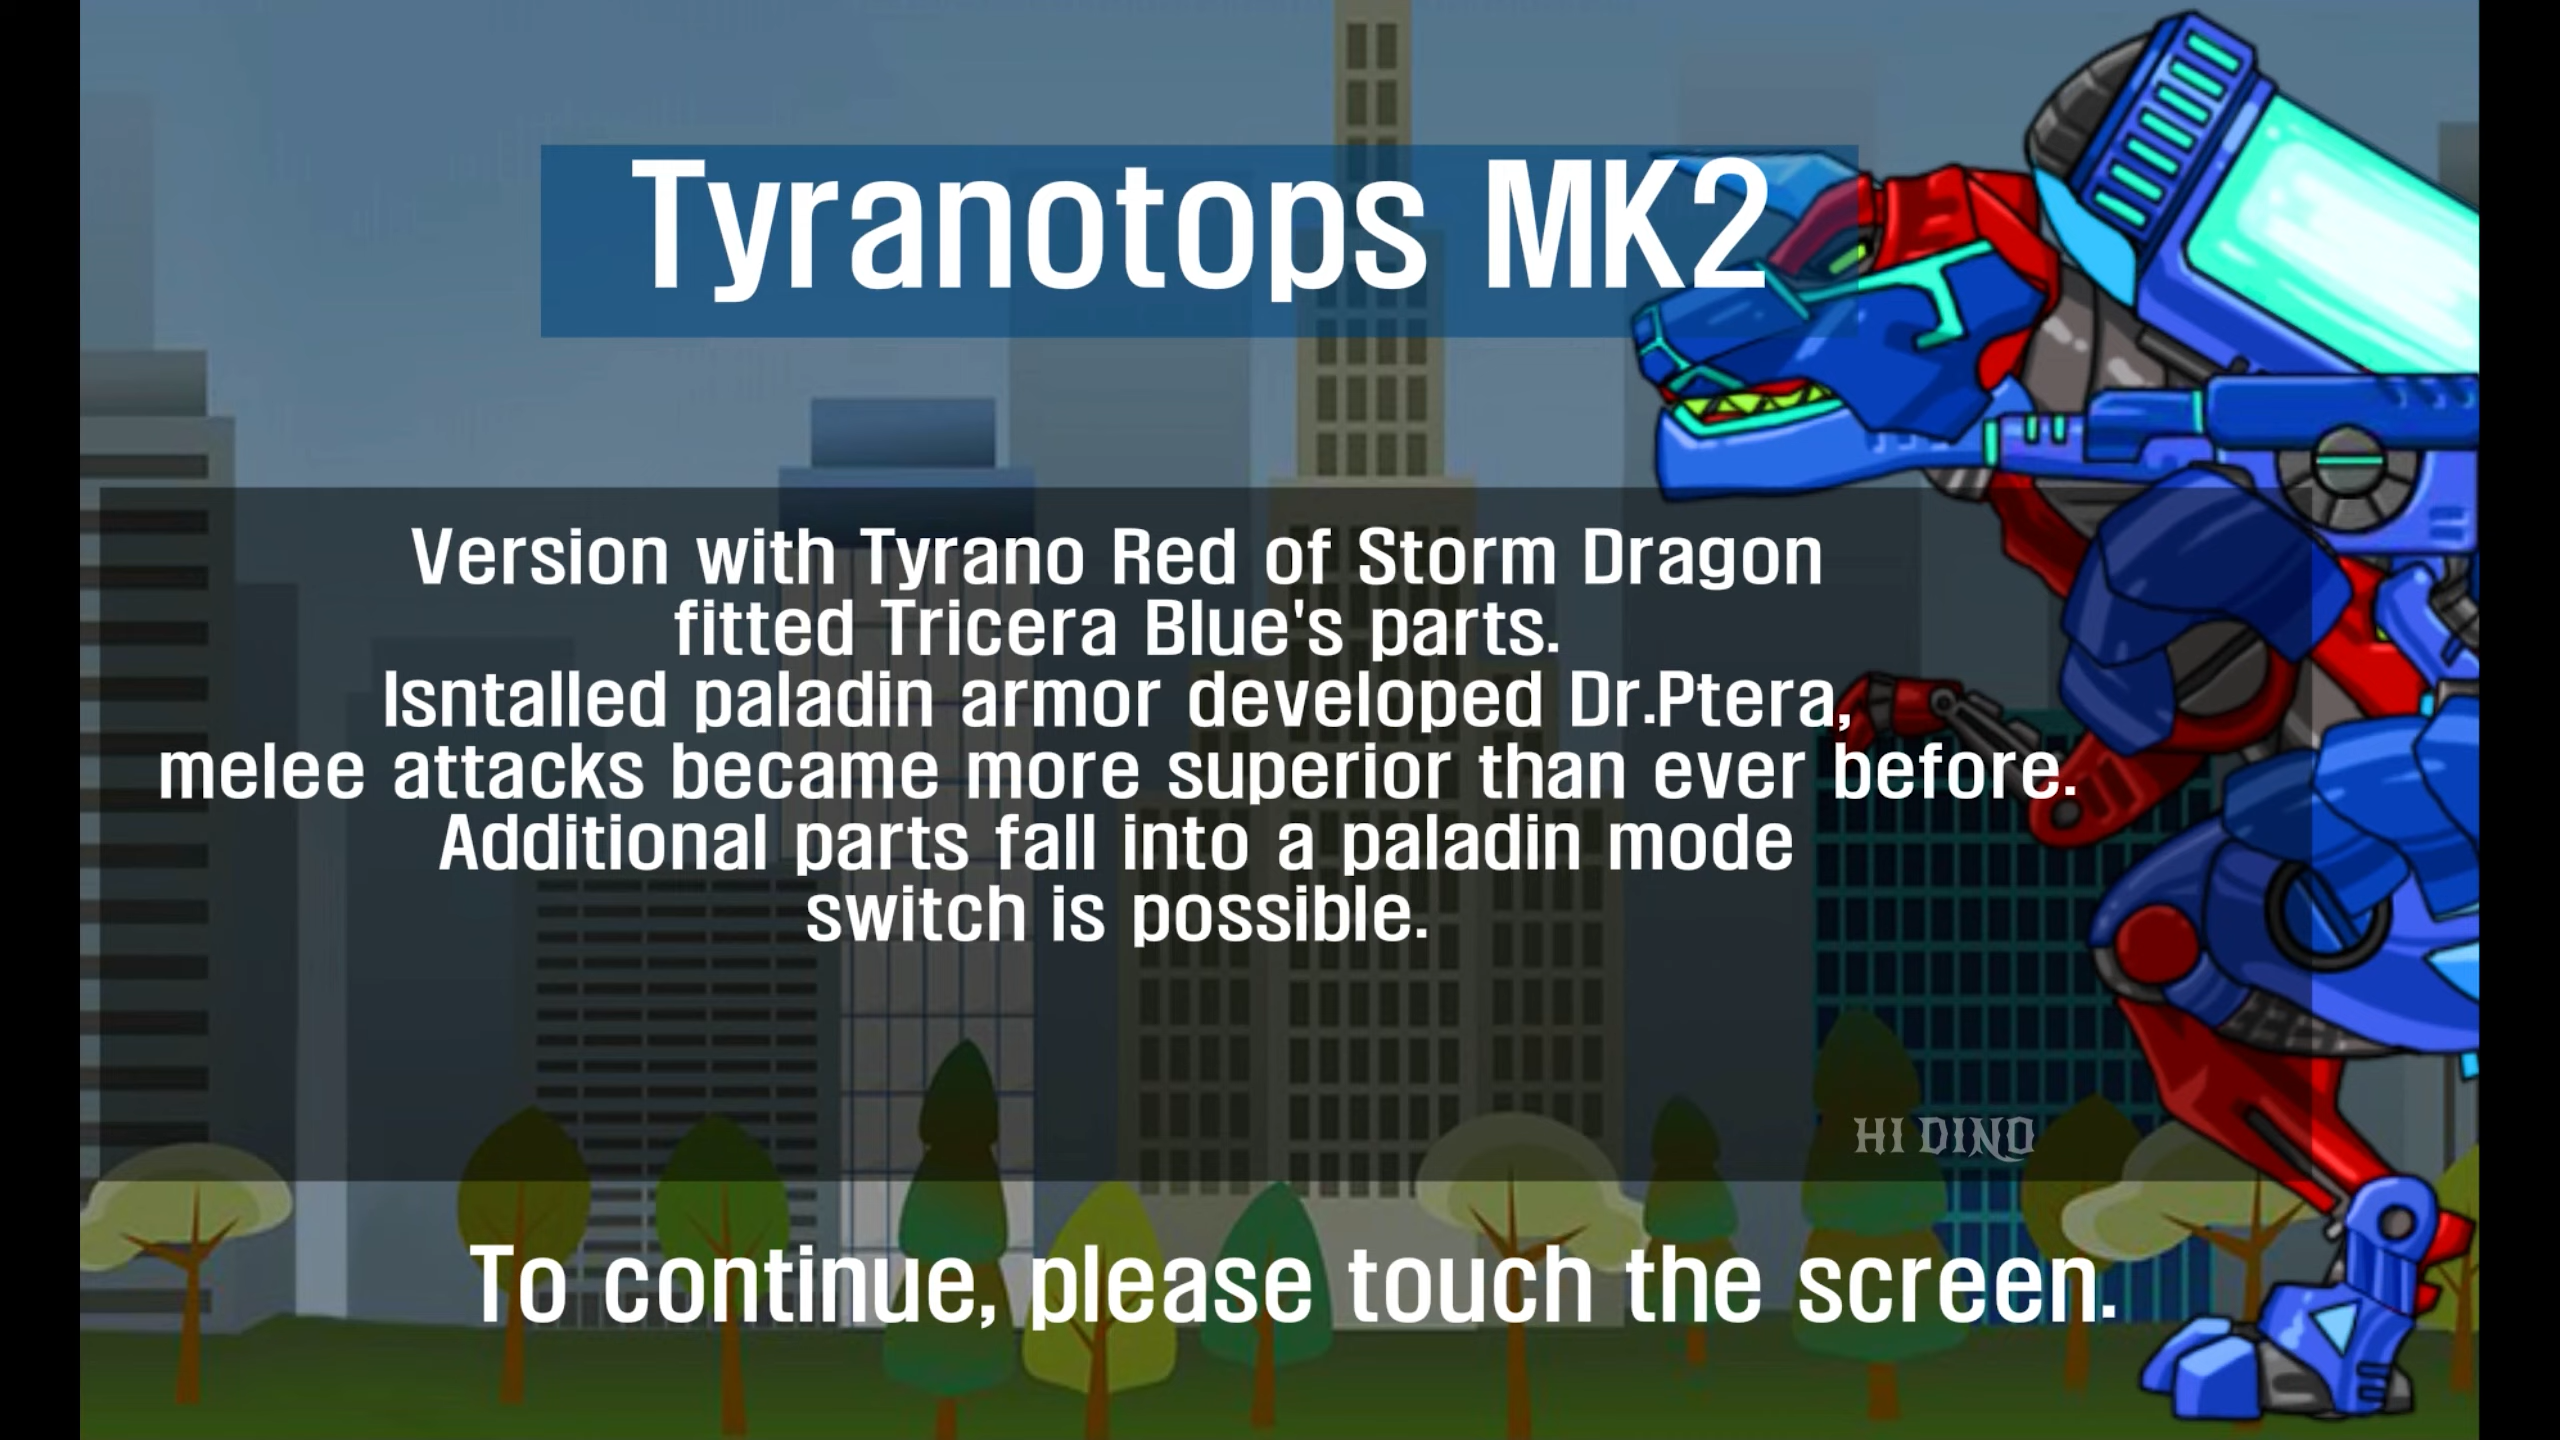 Tyranotops MK2
Version with Tyrano Red of Storm Dragon
fitted Tricera Blue's parts.
Isntalled paladin armor developed Dr.Ptera,
melee attacks became more superior than ever before.
Additional parts fall into a paladin mode
switch is possible.
HI DINO
To continue, please touch the screen.